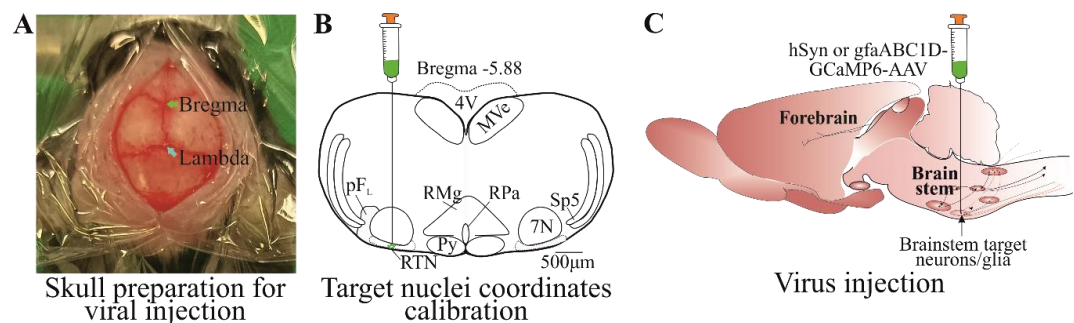 A
Bregma
Lambda
Skull preparation for
viral injection
B
Bregma -5.88
4V
MVe
pFL
RMg
RPa
Sp5
7N
Py
RTN
500μm
Target nuclei coordinates
calibration
C
hSyn or gfaABC1D-
GCaMP6-AAV
Forebrain
Brain
stem
Brainstem target
neurons/glia
Virus injection